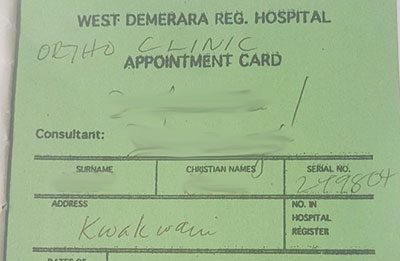 WEST DEMERARA REG. HOSPITAL
ORTHO CLINIC
APPOINTMENT CARD
Consultant:
SURNAME CHRISTIAN NAMES SERIAL NO.
ADDRESS NO. IN
Kwakwani HOSPITAL
REGISTER